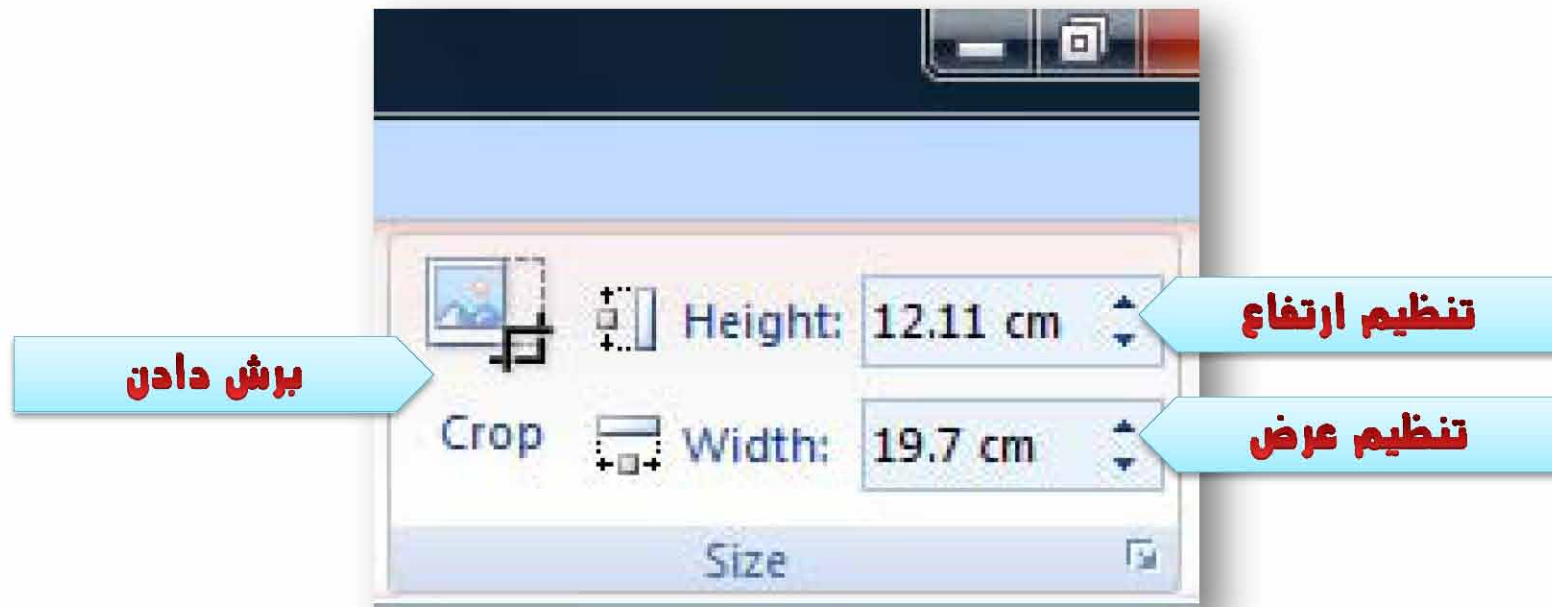 Height: 12.11 cm
تنظیم ارتفاع
برش دادن
Crop
Width: 19.7 cm
تنظیم عرض
Size